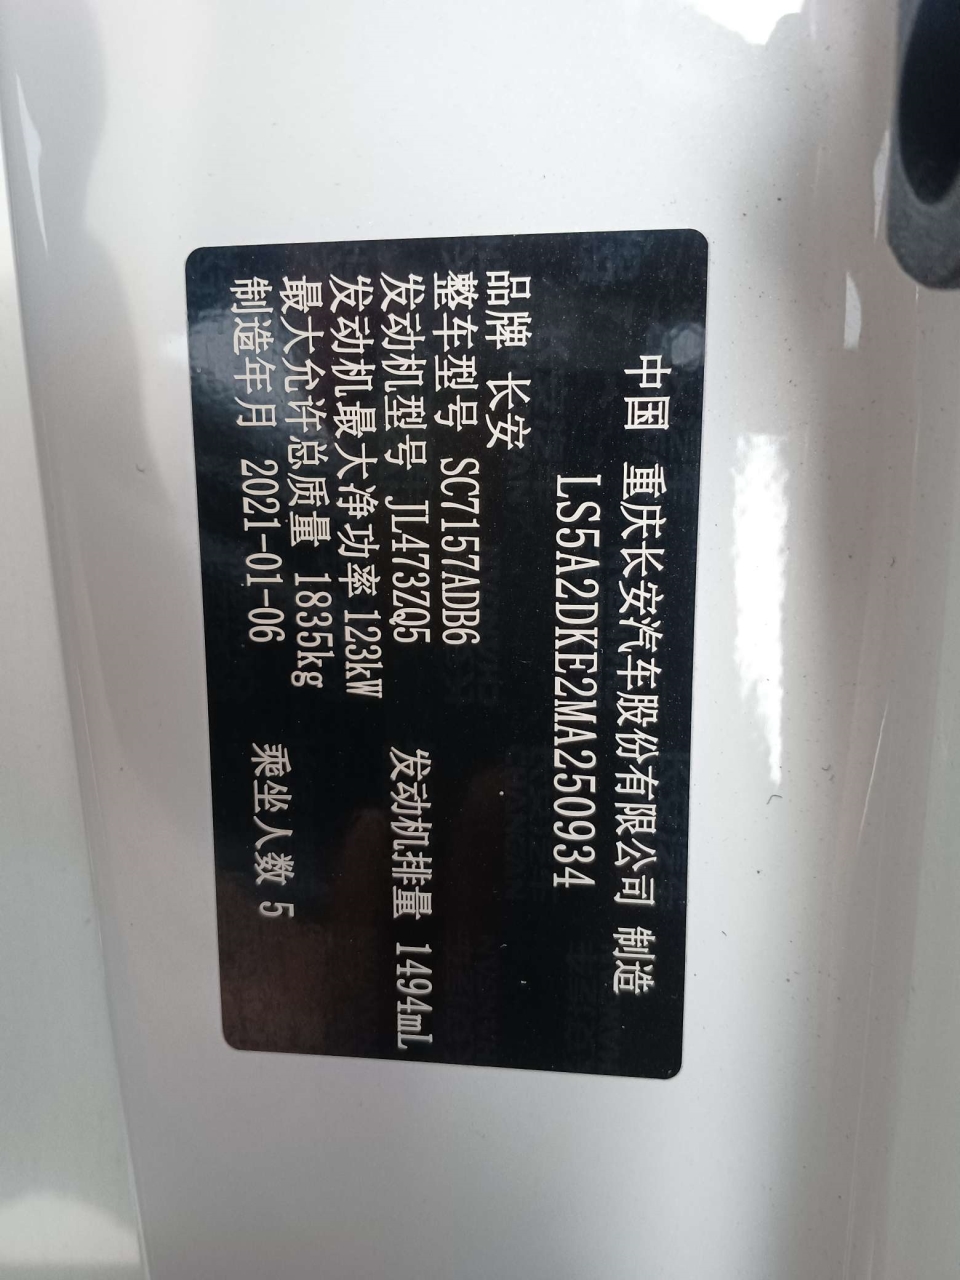 中国 重庆长安汽车股份有限公司 制造
LS5A2DKE2MA250934
品牌 长安
整车型号 SC7157ADB6
发动机型号 JL473ZQ5 发动机排量 1494mL
发动机最大净功率 123kW
最大允许总质量 1835kg
制造年月 2021-01-06 乘坐人数 5